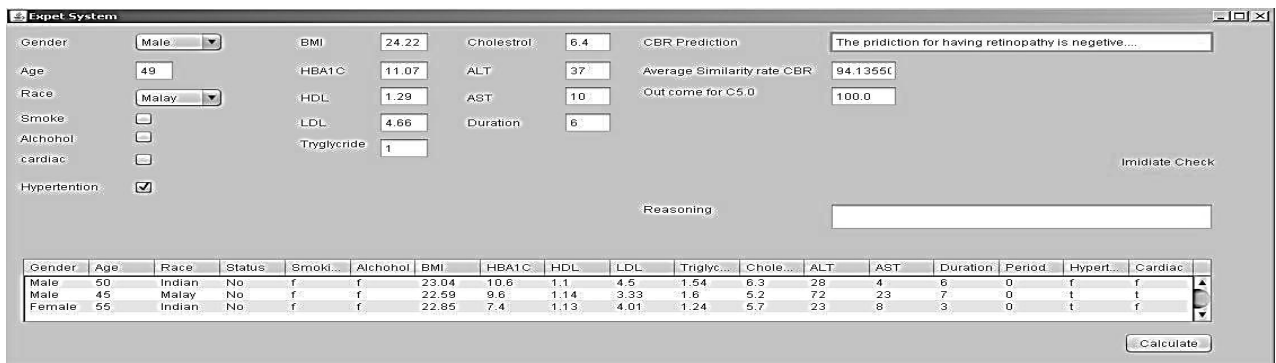 Expet System
Gender Male BMI 24.22 Cholestrol 6.4 CBR Prediction The pridiction for having retinopathy is negetive....
Age 49 HBA1C 11.07 ALT 37 Average Similarity rate CBR 94.1355(
Race Malay HDL 1.29 AST 10 Out come for C5.0 100.0
Smoke LDL 4.66 Duration 6
Alchohol Tryglycride 1
cardiac Imidiate Check
Hypertention
Reasoning
Gender Age Race Status Smoki... Alchohol BMI HBA1C HDL LDL Triglyc... Chole... ALT AST Duration Period Hypert... Cardiac
Male 50 Indian No f f 23.04 10.6 1.1 4.5 1.54 6.3 28 4 6 0 f f
Male 45 Malay No f f 22.59 9.6 1.14 3.33 1.6 5.2 72 23 7 0 t t
Female 55 Indian No f f 22.85 7.4 1.13 4.01 1.24 5.7 23 8 3 0 t f
Calculate